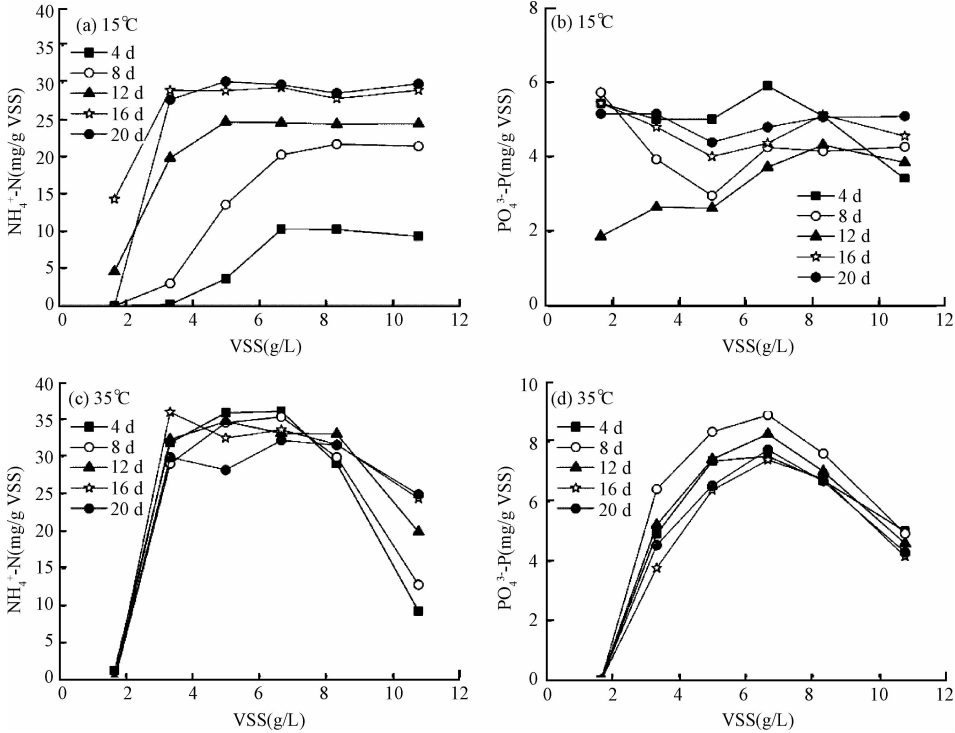 (a) 15℃
4 d
8 d
12 d
16 d
20 d
NH₄⁺-N(mg/g VSS)
40
35
30
25
20
15
10
5
0
0 2 4 6 8 10 12
VSS(g/L)
(b) 15℃
PO₄³⁻-P(mg/g VSS)
8
6
4
2
0
4 d
8 d
12 d
16 d
20 d
0 2 4 6 8 10 12
VSS(g/L)
(c) 35℃
4 d
8 d
12 d
16 d
20 d
NH₄⁺-N(mg/g VSS)
40
35
30
25
20
15
10
5
0
0 2 4 6 8 10 12
VSS(g/L)
(d) 35℃
4 d
8 d
12 d
16 d
20 d
PO₄³⁻-P(mg/g VSS)
10
8
6
4
2
0
0 2 4 6 8 10 12
VSS(g/L)